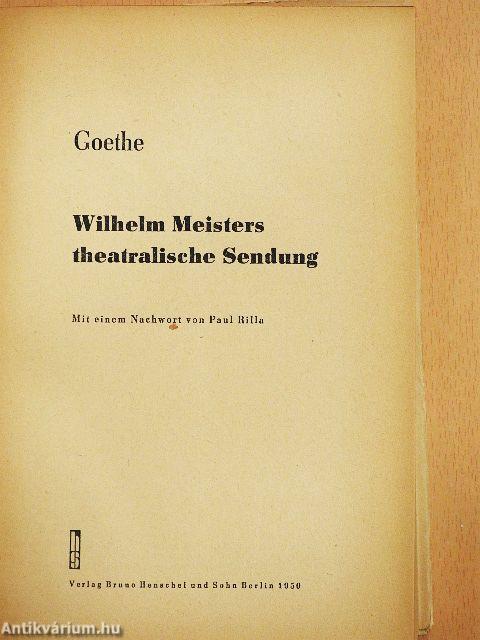 Goethe
Wilhelm Meisters
theatralische Sendung
Mit einem Nachwort von Paul Rilla
Verlag Bruno Henschel und Sohn Berlin 1950
Antikvárium.hu